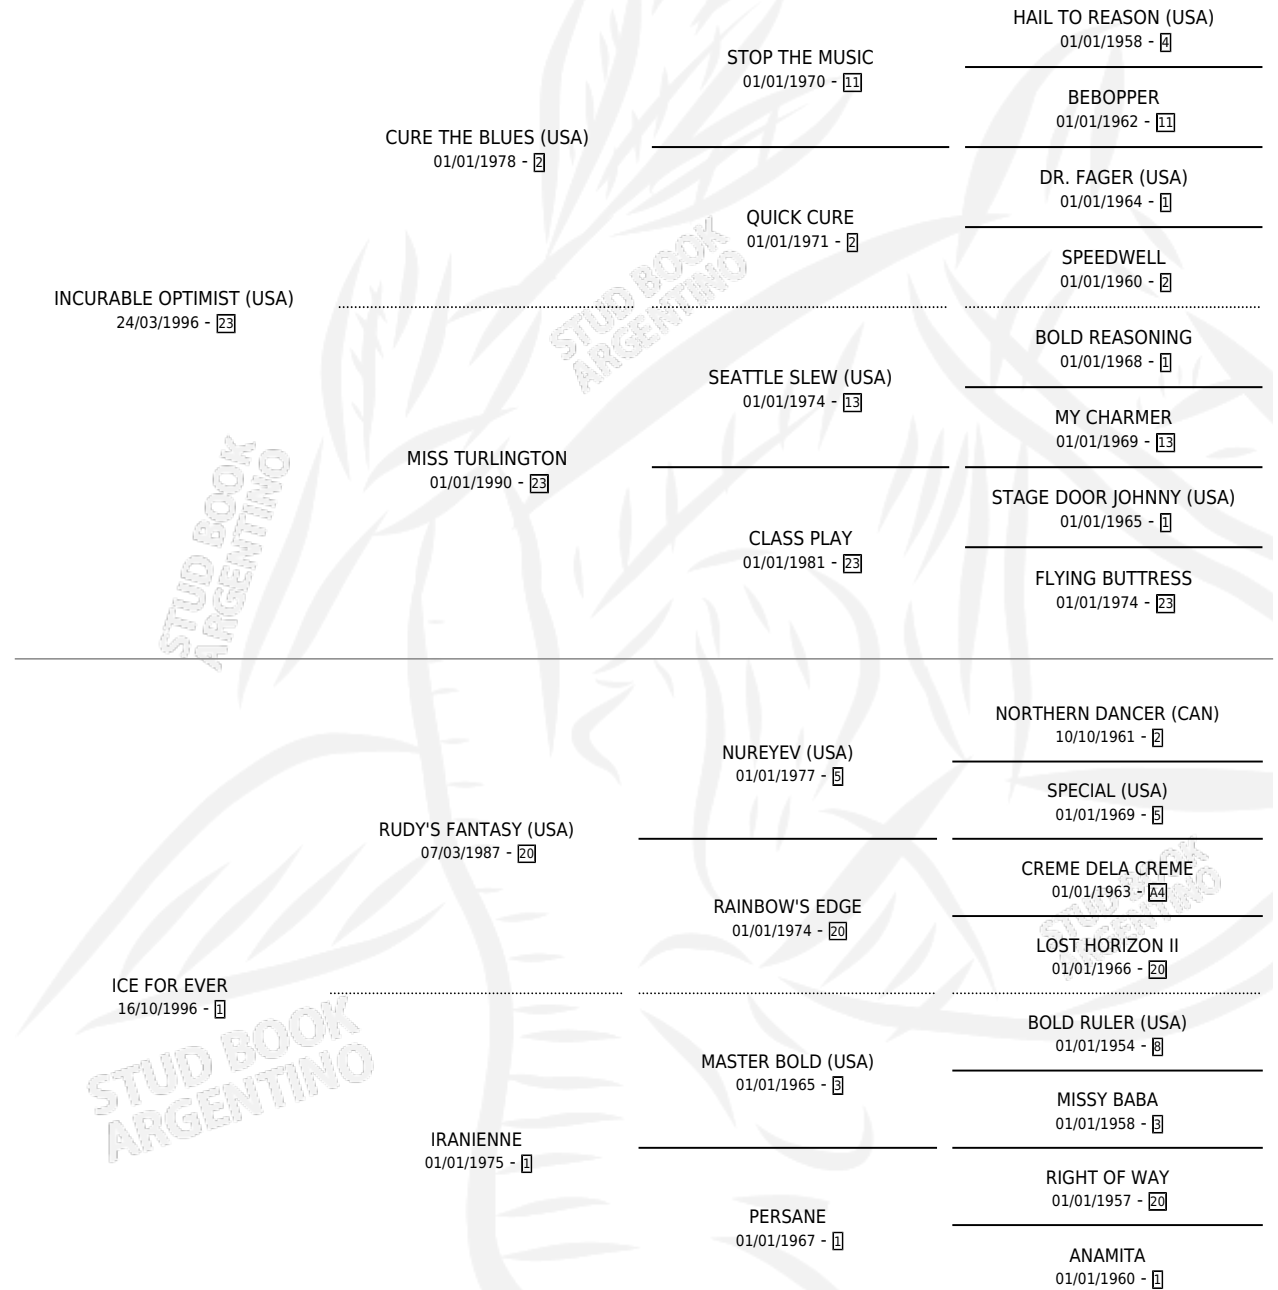 HAIL TO REASON (USA)
01/01/1958 - 4
STOP THE MUSIC
01/01/1970 - 11
BEBOPPER
01/01/1962 - 11
CURE THE BLUES (USA)
01/01/1978 - 2
DR. FAGER (USA)
01/01/1964 - 1
QUICK CURE
01/01/1971 - 2
SPEEDWELL
01/01/1960 - 2
INCURABLE OPTIMIST (USA)
24/03/1996 - 23
BOLD REASONING
01/01/1968 - 1
SEATTLE SLEW (USA)
01/01/1974 - 13
MY CHARMER
01/01/1969 - 13
MISS TURLINGTON
01/01/1990 - 23
STAGE DOOR JOHNNY (USA)
01/01/1965 - 1
CLASS PLAY
01/01/1981 - 23
FLYING BUTTRESS
01/01/1974 - 23
STUD BOOK
ARGENTINO
STUD BOOK
ARGENTINO
NORTHERN DANCER (CAN)
10/10/1961 - 2
NUREYEV (USA)
01/01/1977 - 5
SPECIAL (USA)
01/01/1969 - 5
RUDY'S FANTASY (USA)
07/03/1987 - 20
CREME DELA CREME
01/01/1963 - A4
RAINBOW'S EDGE
01/01/1974 - 20
LOST HORIZON II
01/01/1966 - 20
ICE FOR EVER
16/10/1996 - 1
BOLD RULER (USA)
01/01/1954 - 8
MASTER BOLD (USA)
01/01/1965 - 3
MISSY BABA
01/01/1958 - 3
IRANIENNE
01/01/1975 - 1
RIGHT OF WAY
01/01/1957 - 20
PERSANE
01/01/1967 - 1
ANAMITA
01/01/1960 - 1
STUD BOOK
ARGENTINO
STUD BOOK
ARGENTINO